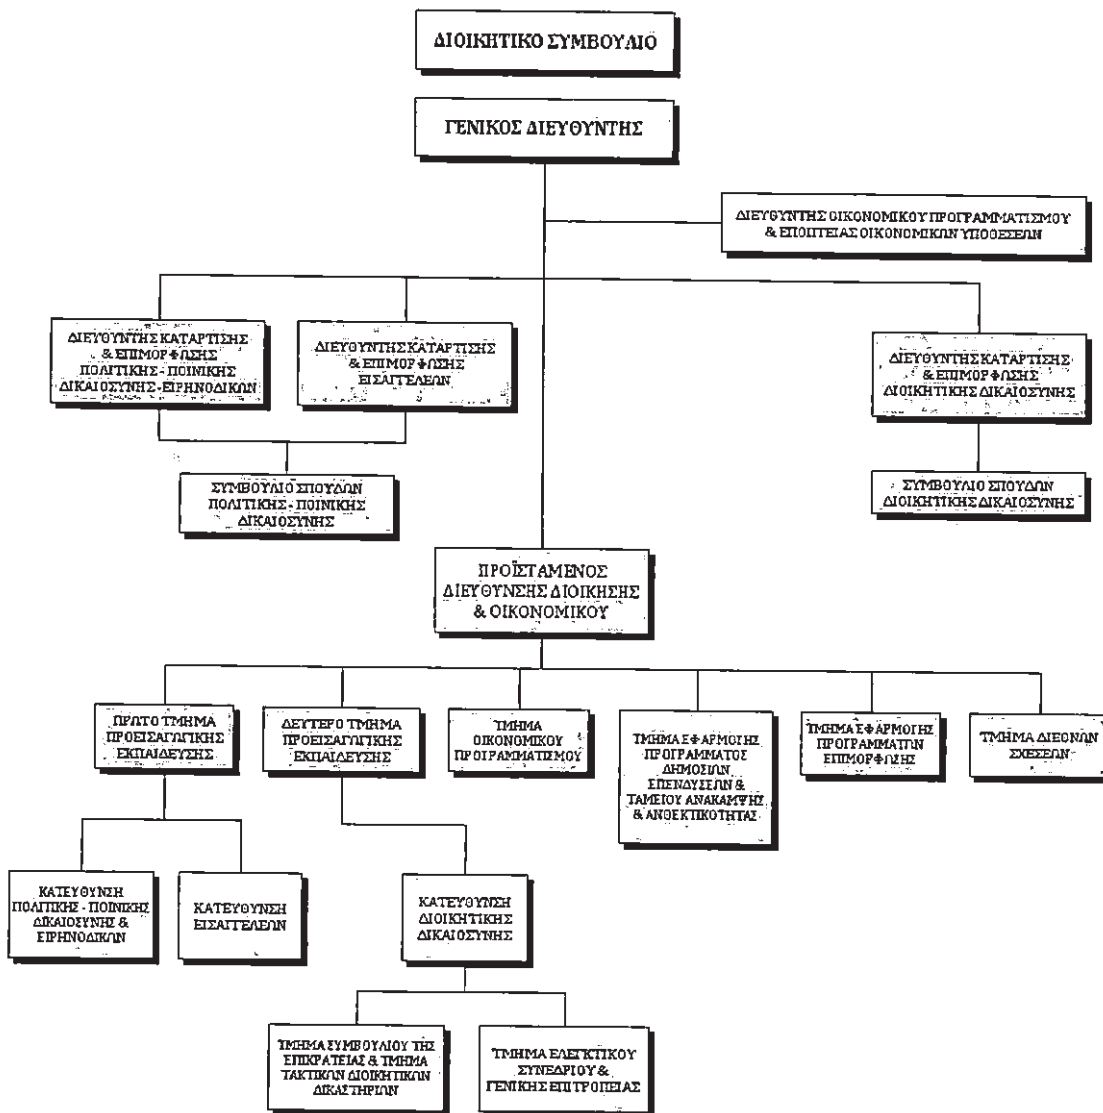 ΔΙΟΙΚΗΤΙΚΟ ΣΥΜΒΟΥΛΙΟ
ΓΕΝΙΚΟΣ ΔΙΕΥΘΥΝΤΗΣ
ΔΙΕΥΘΥΝΤΗΣ ΟΙΚΟΝΟΜΙΚΟΥ ΠΡΟΓΡΑΜΜΑΤΙΣΜΟΥ
& ΕΠΟΠΤΕΙΑΣ ΟΙΚΟΝΟΜΙΚΩΝ ΥΠΟΘΕΣΕΩΝ
ΔΙΕΥΘΥΝΤΗΣ ΚΑΤΑΡΤΙΣΗΣ
& ΕΠΙΜΟΡΦΩΣΗΣ
ΠΟΛΙΤΙΚΗΣ - ΠΟΙΝΙΚΗΣ
ΔΙΚΑΙΟΣΥΝΗΣ - ΕΙΡΗΝΟΔΙΚΩΝ
ΔΙΕΥΘΥΝΤΗΣ ΚΑΤΑΡΤΙΣΗΣ
& ΕΠΙΜΟΡΦΩΣΗΣ
ΕΙΣΑΓΓΕΛΕΩΝ
ΔΙΕΥΘΥΝΤΗΣ ΚΑΤΑΡΤΙΣΗΣ
& ΕΠΙΜΟΡΦΩΣΗΣ
ΔΙΟΙΚΗΤΙΚΗΣ ΔΙΚΑΙΟΣΥΝΗΣ
ΣΥΜΒΟΥΛΙΟ ΣΠΟΥΔΩΝ
ΠΟΛΙΤΙΚΗΣ - ΠΟΙΝΙΚΗΣ
ΔΙΚΑΙΟΣΥΝΗΣ
ΣΥΜΒΟΥΛΙΟ ΣΠΟΥΔΩΝ
ΔΙΟΙΚΗΤΙΚΗΣ ΔΙΚΑΙΟΣΥΝΗΣ
ΠΡΟΪΣΤΑΜΕΝΟΣ
ΔΙΕΥΘΥΝΣΗΣ ΔΙΟΙΚΗΣΗΣ
& ΟΙΚΟΝΟΜΙΚΟΥ
ΠΡΩΤΟ ΤΜΗΜΑ
ΠΡΟΕΙΣΑΓΩΓΙΚΗΣ
ΕΚΠΑΙΔΕΥΣΗΣ
ΔΕΥΤΕΡΟ ΤΜΗΜΑ
ΠΡΟΕΙΣΑΓΩΓΙΚΗΣ
ΕΚΠΑΙΔΕΥΣΗΣ
ΤΜΗΜΑ
ΟΙΚΟΝΟΜΙΚΟΥ
ΠΡΟΓΡΑΜΜΑΤΙΣΜΟΥ
ΤΜΗΜΑ ΕΦΑΡΜΟΓΗΣ
ΠΡΟΓΡΑΜΜΑΤΟΣ
ΔΗΜΟΣΙΩΝ
ΕΠΕΝΔΥΣΕΩΝ &
ΤΑΜΕΙΟΥ ΑΝΑΚΑΜΨΗΣ
& ΑΝΘΕΚΤΙΚΟΤΗΤΑΣ
ΤΜΗΜΑ ΕΦΑΡΜΟΓΗΣ
ΠΡΟΓΡΑΜΜΑΤΩΝ
ΕΠΙΜΟΡΦΩΣΗΣ
ΤΜΗΜΑ ΔΙΕΘΝΩΝ
ΣΧΕΣΕΩΝ
ΚΑΤΕΥΘΥΝΣΗ
ΠΟΛΙΤΙΚΗΣ - ΠΟΙΝΙΚΗΣ
ΔΙΚΑΙΟΣΥΝΗΣ &
ΕΙΡΗΝΟΔΙΚΩΝ
ΚΑΤΕΥΘΥΝΣΗ
ΕΙΣΑΓΓΕΛΕΩΝ
ΚΑΤΕΥΘΥΝΣΗ
ΔΙΟΙΚΗΤΙΚΗΣ
ΔΙΚΑΙΟΣΥΝΗΣ
ΤΜΗΜΑ ΣΥΜΒΟΥΛΙΟΥ ΤΗΣ
ΕΠΙΚΡΑΤΕΙΑΣ & ΤΜΗΜΑ
ΤΑΚΤΙΚΩΝ ΔΙΟΙΚΗΤΙΚΩΝ
ΔΙΚΑΣΤΗΡΙΩΝ
ΤΜΗΜΑ ΕΛΕΓΚΤΙΚΟΥ
ΣΥΝΕΔΡΙΟΥ &
ΓΕΝΙΚΗΣ ΕΠΙΤΡΟΠΕΙΑΣ